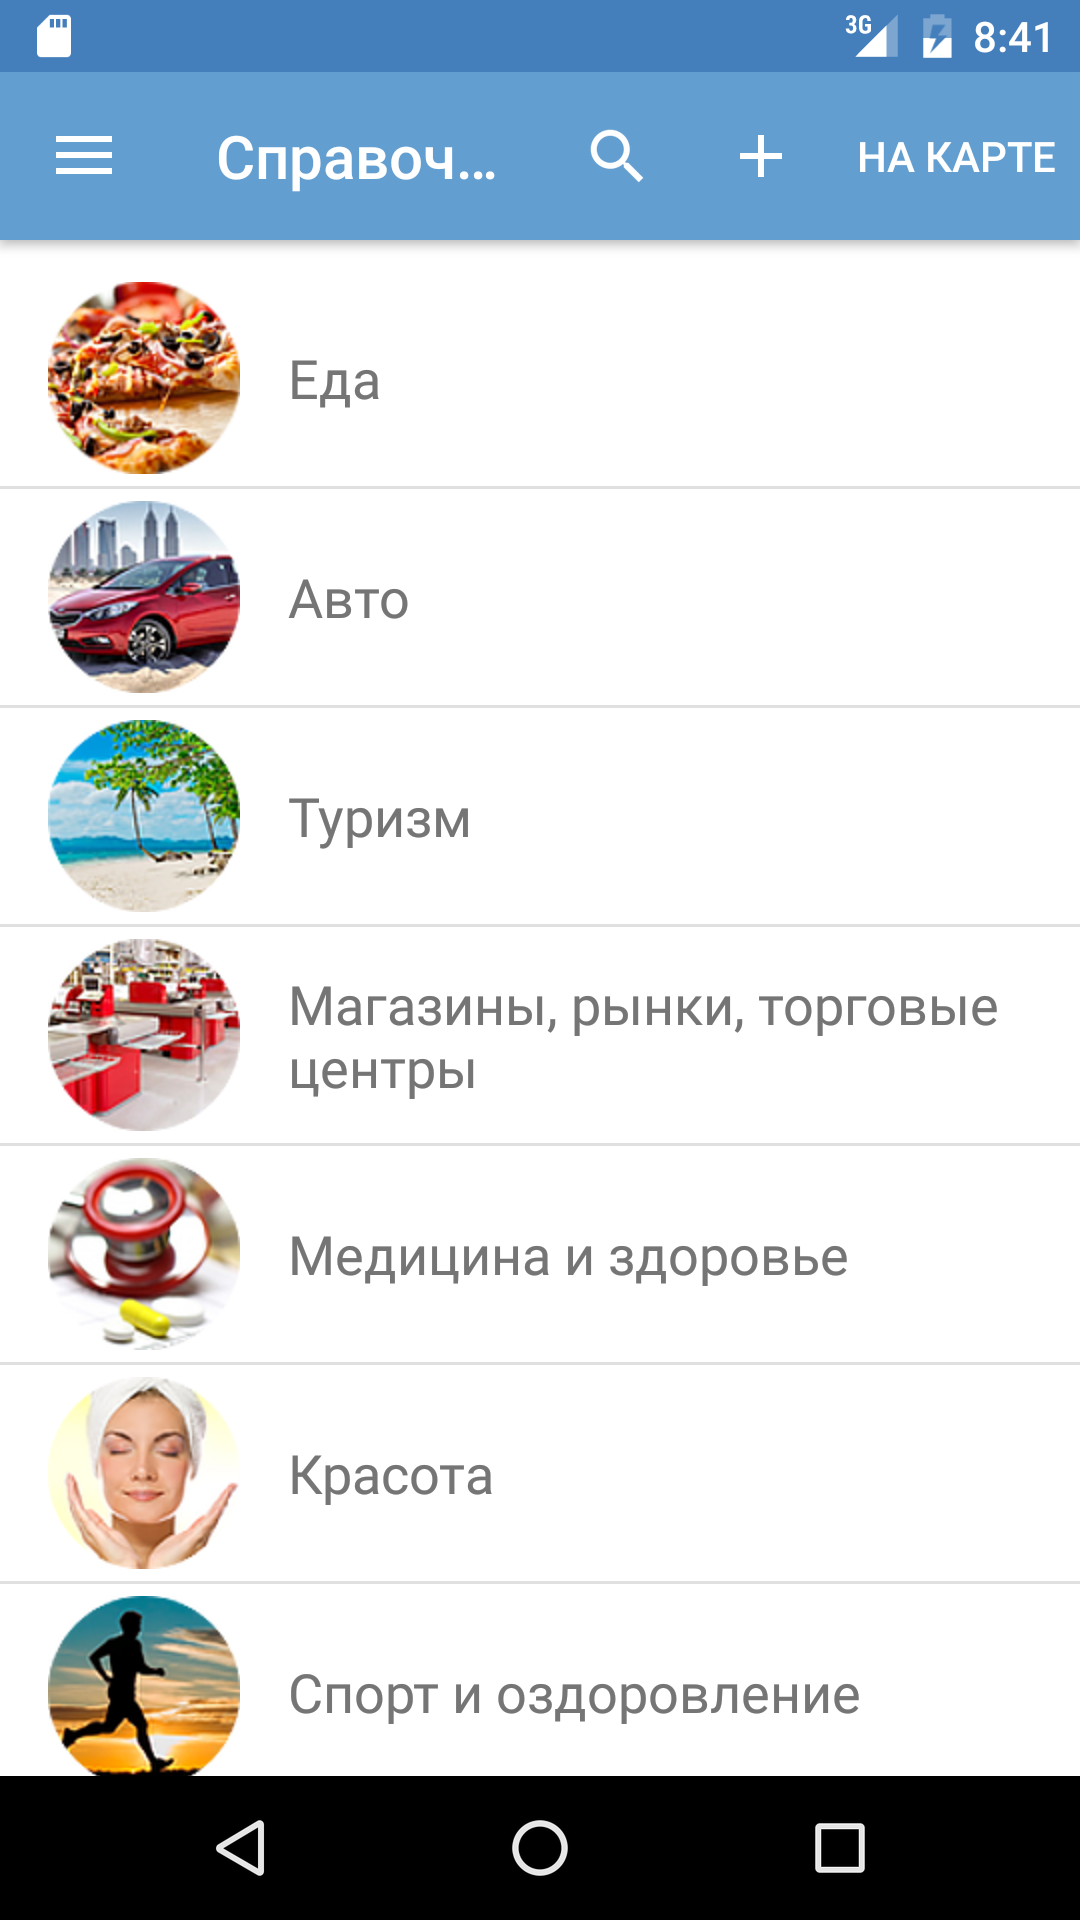 3G 8:41
Справоч... НА КАРТЕ
Еда
Авто
Туризм
Магазины, рынки, торговые
центры
Медицина и здоровье
Красота
Спорт и оздоровление